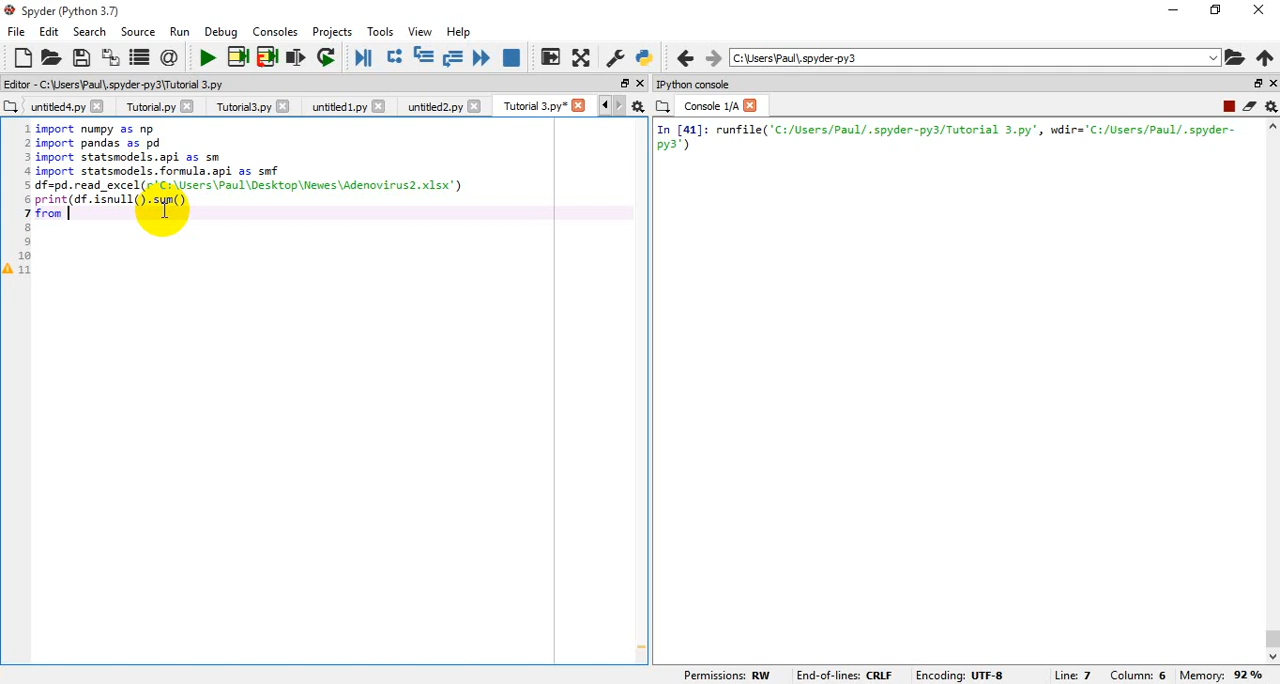 Spyder (Python 3.7)
File Edit Search Source Run Debug Consoles Projects Tools View Help
C:\Users\Paul\.spyder-py3
Editor - C:\Users\Paul\.spyder-py3\Tutorial 3.py
IPython console
untitled4.py Tutorial.py Tutorial3.py untitled1.py untitled2.py Tutorial 3.py*
Console 1/A
1 import numpy as np
2 import pandas as pd
3 import statsmodels.api as sm
4 import statsmodels.formula.api as smf
5 df=pd.read_excel(r'C:\Users\Paul\Desktop\Newes\Adenovirus2.xlsx')
6 print(df.isnull().sum()
7 from
8
9
10
11
In [41]: runfile('C:/Users/Paul/.spyder-py3/Tutorial 3.py', wdir='C:/Users/Paul/.spyder-
py3')
Permissions: RW End-of-lines: CRLF Encoding: UTF-8 Line: 7 Column: 6 Memory: 92 %